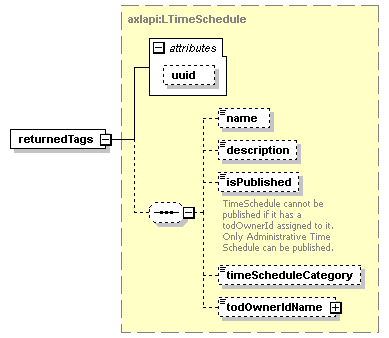 axlapi:LTimeSchedule
attributes
uuid
returnedTags
name
description
isPublished
TimeSchedule cannot be
published if it has a
todOwnerId assigned to it.
Only Administrative Time
Schedule can be published.
timeScheduleCategory
todOwnerIdName